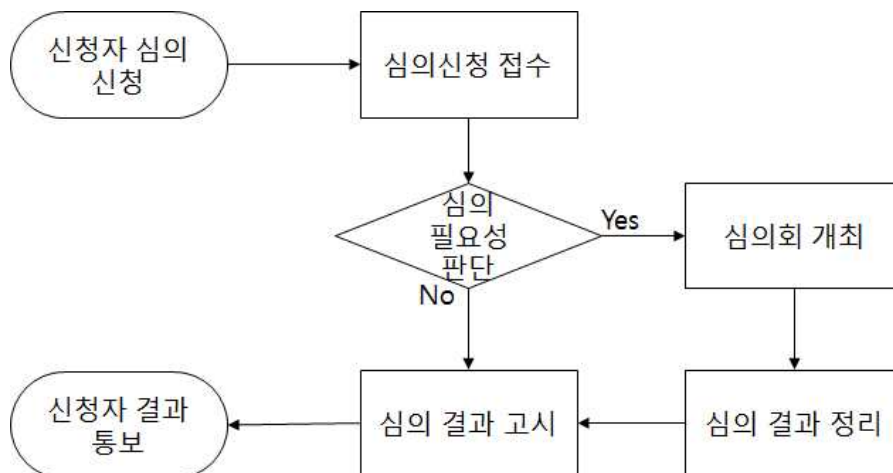 신청자 심의
신청
심의신청 접수
심의
필요성
판단
Yes
심의회 개최
No
신청자 결과
통보
심의 결과 고시
심의 결과 정리